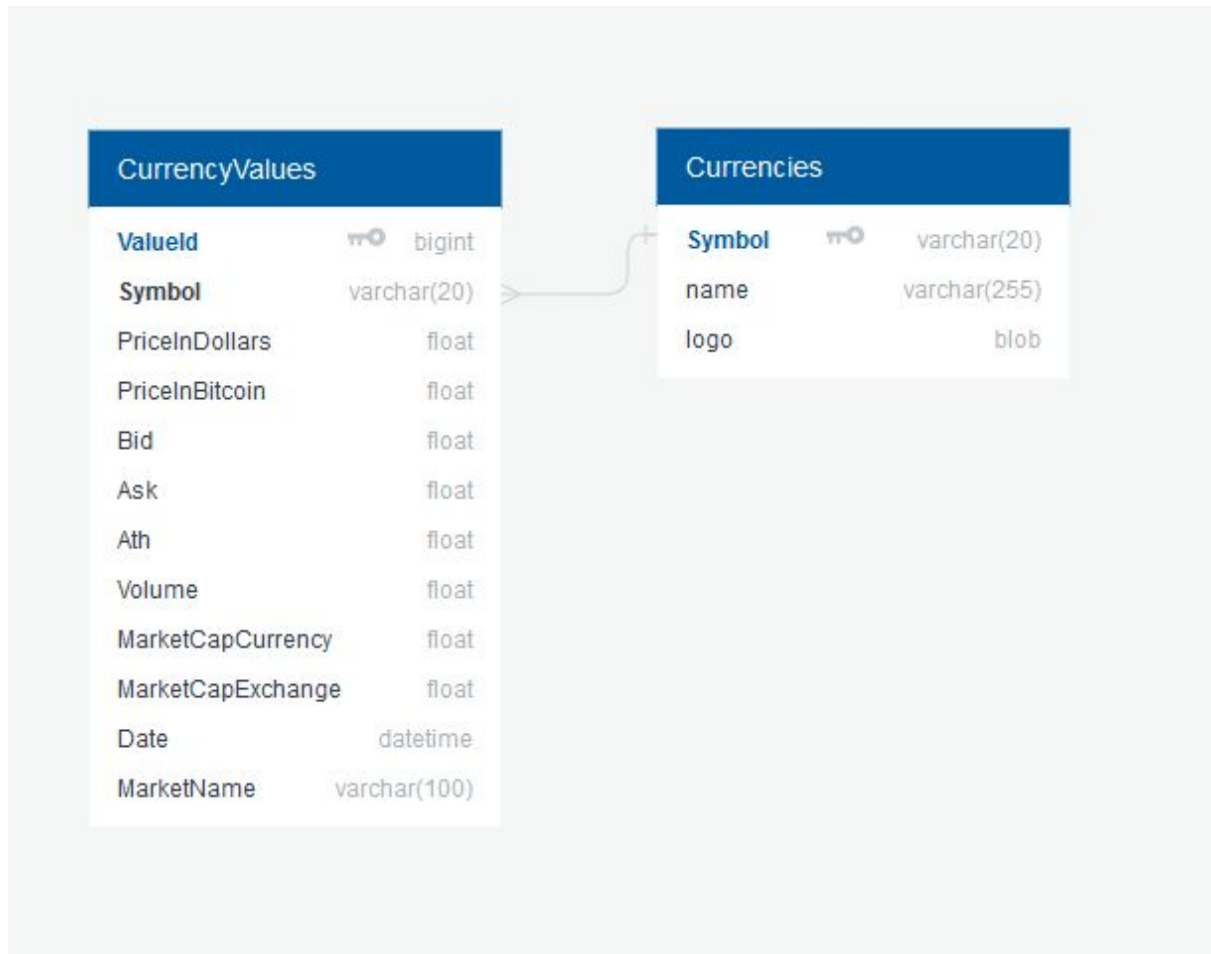 CurrencyValues
ValueId bigint
Symbol varchar(20)
PriceInDollars float
PriceInBitcoin float
Bid float
Ask float
Ath float
Volume float
MarketCapCurrency float
MarketCapExchange float
Date datetime
MarketName varchar(100)
Currencies
Symbol varchar(20)
name varchar(255)
logo blob